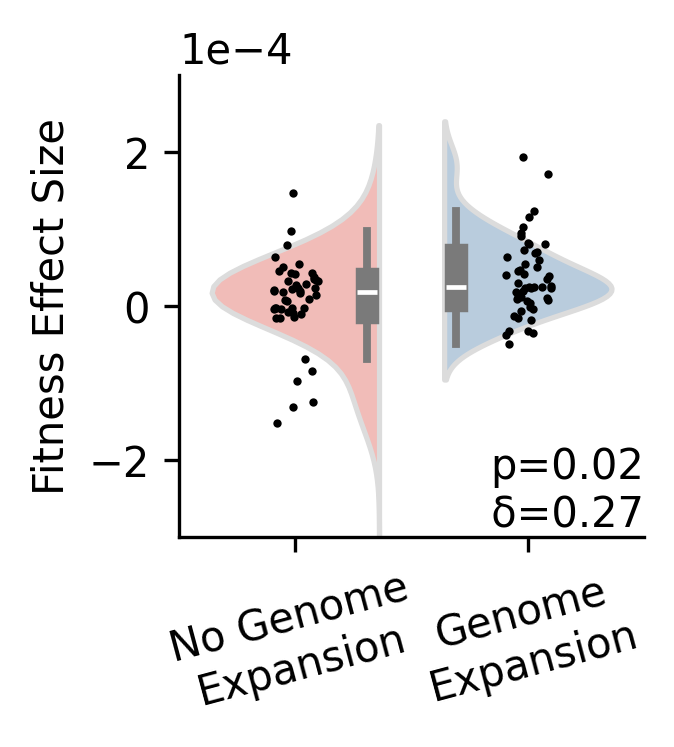 1e−4
Fitness Effect Size
2
0
−2
p=0.02
δ=0.27
No Genome
Expansion
Genome
Expansion